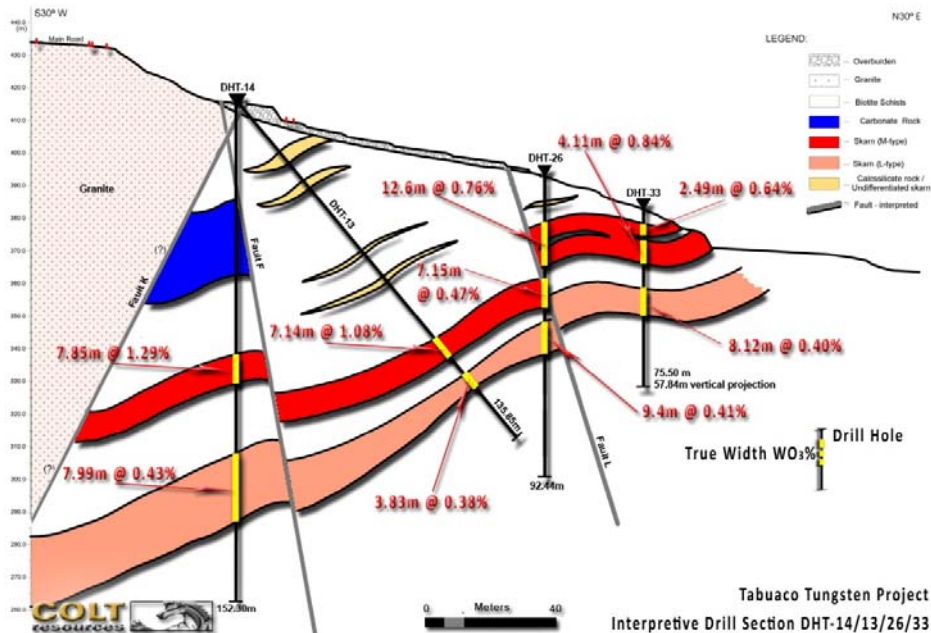 S30° W
N30° E
440.0
(m)
430.0
420.0
410.0
400.0
390.0
380.0
370.0
360.0
350.0
340.0
330.0
320.0
310.0
300.0
290.0
280.0
270.0
260.0
Main Road
DHT-14
LEGEND:
Overburden
Granite
Biotite Schists
Carbonate Rock
Skarn (M-type)
Skarn (L-type)
Calcsilicate rock /
Undifferentiated skarn
Fault - interpreted
4.11m @ 0.84%
DHT-26
DHT-33
12.6m @ 0.76%
2.49m @ 0.64%
Granite
DHT-13
(?)
Fault F
Fault K
7.15m
@ 0.47%
7.14m @ 1.08%
7.85m @ 1.29%
8.12m @ 0.40%
75.50 m
57.84m vertical projection
135.85m
9.4m @ 0.41%
Fault L
Drill Hole
True Width WO₃%
(?)
7.99m @ 0.43%
92.44m
3.83m @ 0.38%
152.30m
COLT
resources
0 Meters 40
Tabuaco Tungsten Project
Interpretive Drill Section DHT-14/13/26/33